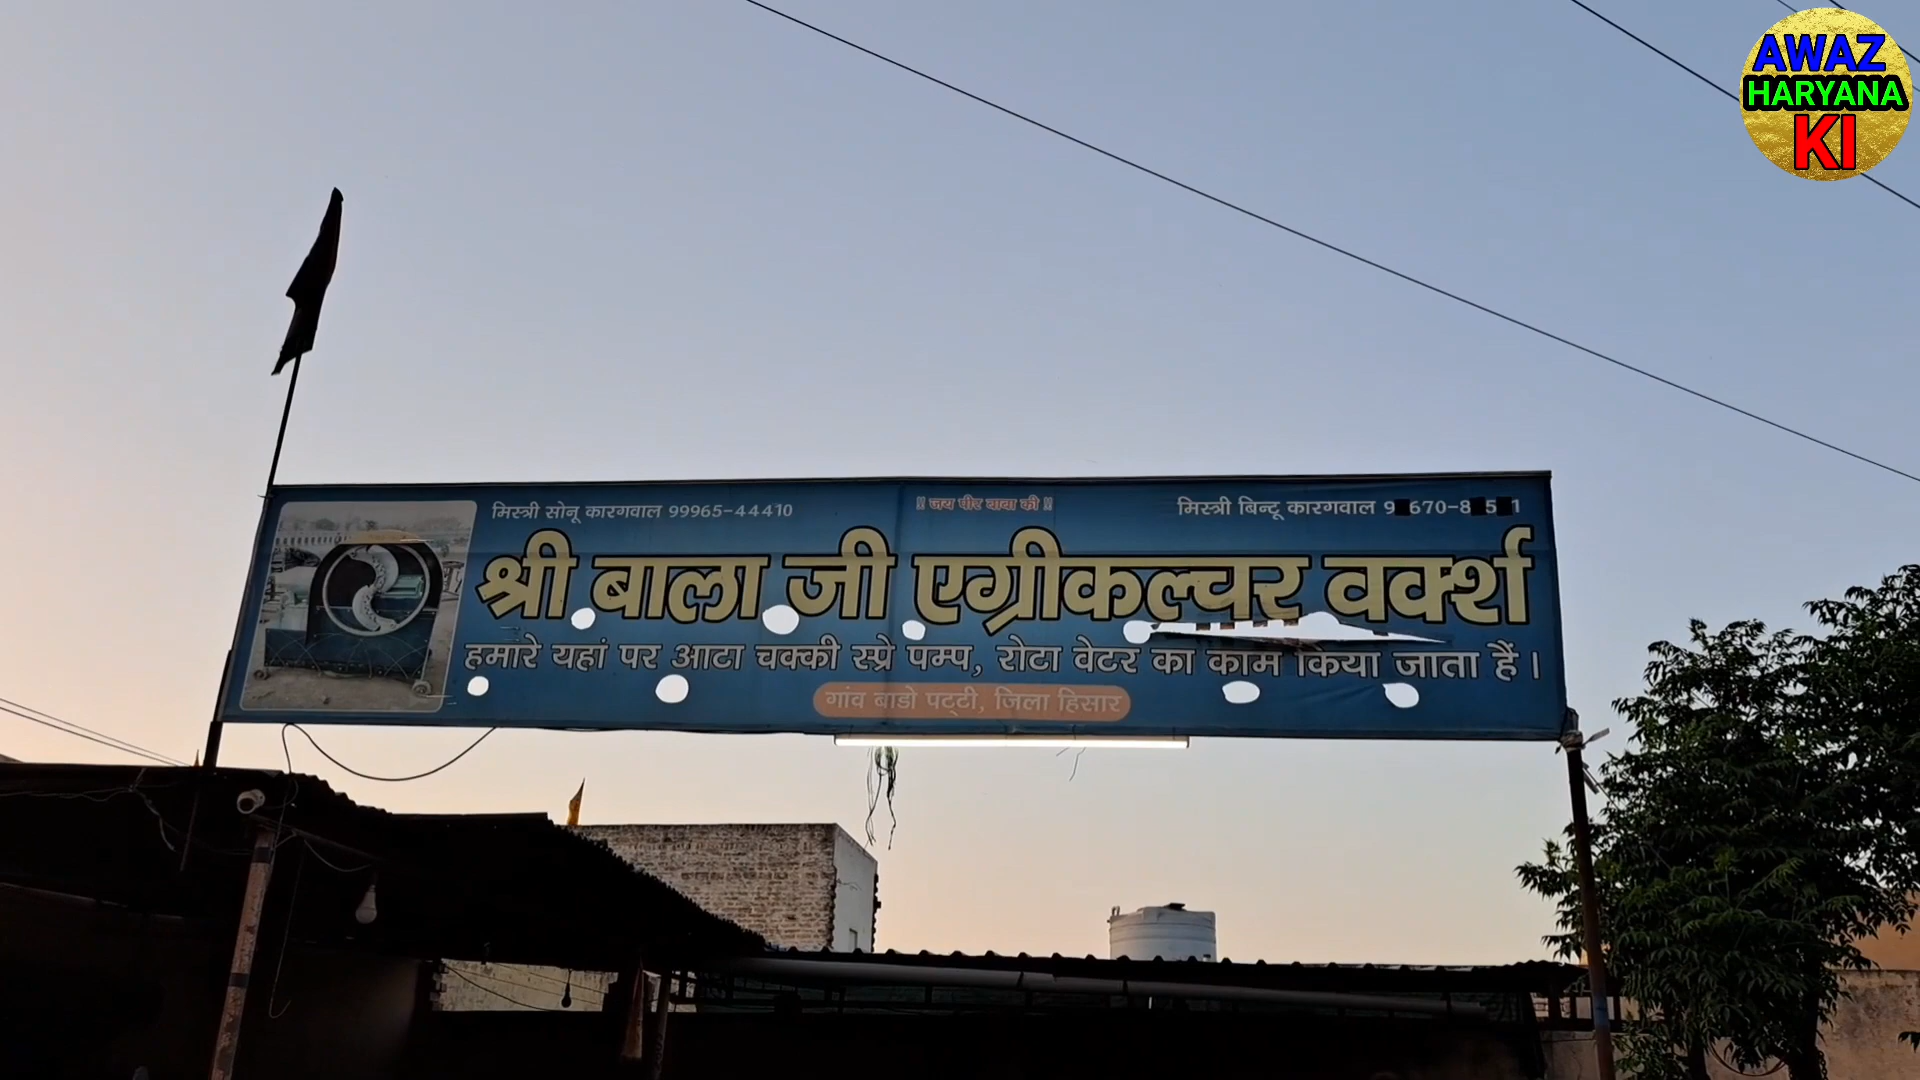 मिस्त्री सोनू कारगवाल 99965-44410
!! जय पीर बाबा की !!
मिस्त्री बिन्टू कारगवाल
श्री बाला जी एग्रीकल्चर वर्क्श
हमारे यहां पर आटा चक्की स्प्रे पम्प, रोटा वेटर का काम किया जाता हैं।
गांव बाडो पट्टी, जिला हिसार
AWAZ
HARYANA
KI